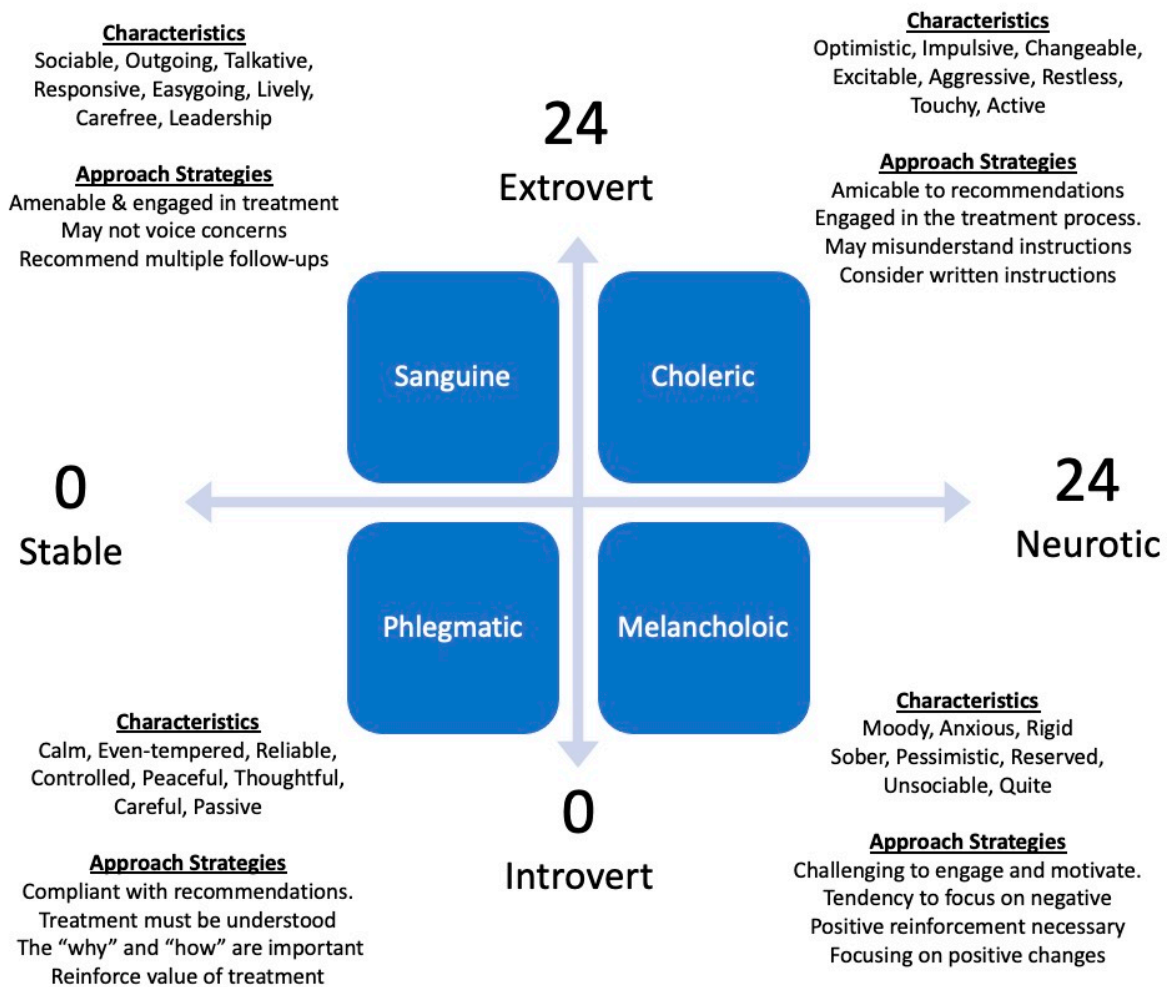 Characteristics
Sociable, Outgoing, Talkative,
Responsive, Easygoing, Lively,
Carefree, Leadership
Approach Strategies
Amenable & engaged in treatment
May not voice concerns
Recommend multiple follow-ups
24
Extrovert
Characteristics
Optimistic, Impulsive, Changeable,
Excitable, Aggressive, Restless,
Touchy, Active
Approach Strategies
Amicable to recommendations
Engaged in the treatment process.
May misunderstand instructions
Consider written instructions
Sanguine
Choleric
0
Stable
24
Neurotic
Phlegmatic
Melancholoic
Characteristics
Calm, Even-tempered, Reliable,
Controlled, Peaceful, Thoughtful,
Careful, Passive
Approach Strategies
Compliant with recommendations.
Treatment must be understood
The “why” and “how” are important
Reinforce value of treatment
0
Introvert
Characteristics
Moody, Anxious, Rigid
Sober, Pessimistic, Reserved,
Unsociable, Quite
Approach Strategies
Challenging to engage and motivate.
Tendency to focus on negative
Positive reinforcement necessary
Focusing on positive changes